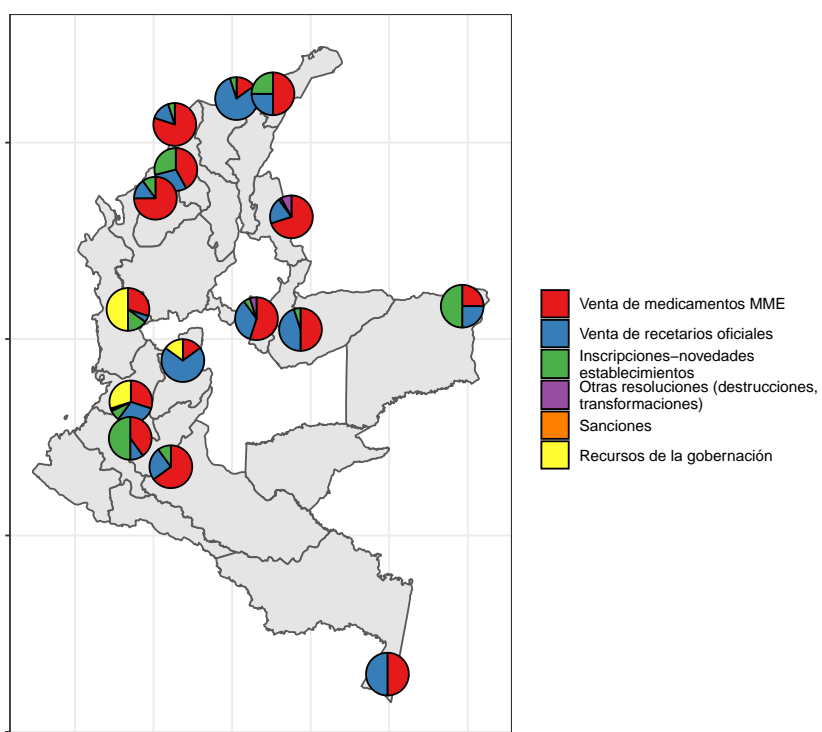 Venta de medicamentos MME
Venta de recetarios oficiales
Inscripciones−novedades
establecimientos
Otras resoluciones (destrucciones,
transformaciones)
Sanciones
Recursos de la gobernación